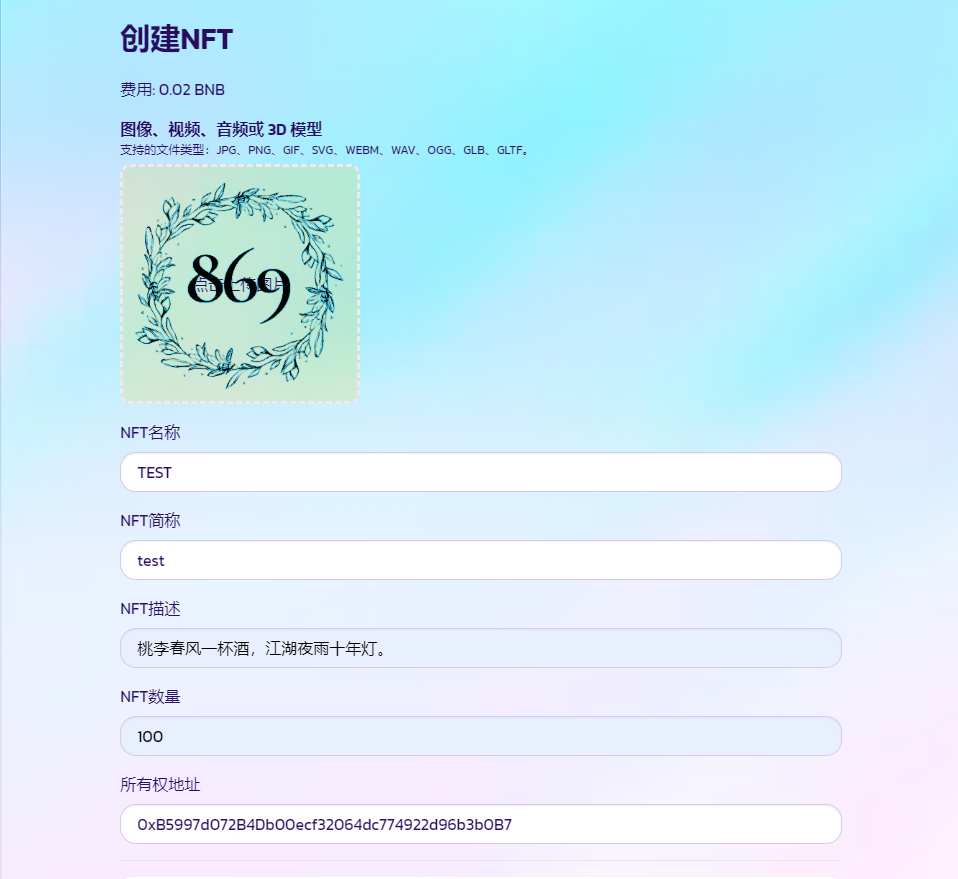 创建NFT
费用: 0.02 BNB
图像、视频、音频或 3D 模型
支持的文件类型：JPG、PNG、GIF、SVG、WEBM、WAV、OGG、GLB、GLTF。
869
点击上传图片
NFT名称
TEST
NFT简称
test
NFT描述
桃李春风一杯酒，江湖夜雨十年灯。
NFT数量
100
所有权地址
0xB5997d072B4Db00ecf32064dc774922d96b3b0B7